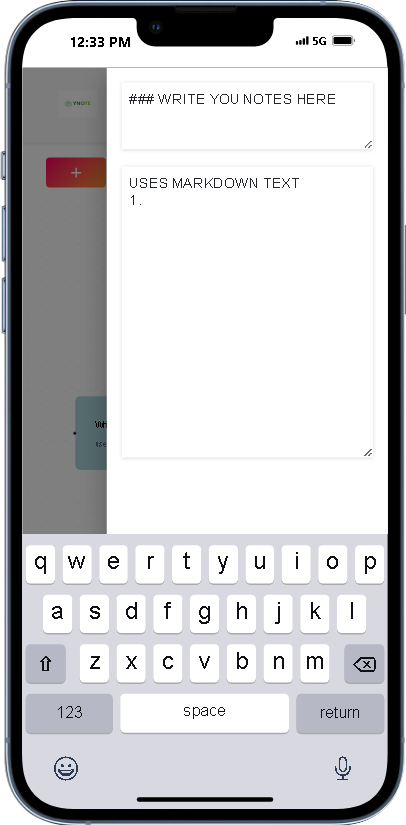 12:33 PM
5G
YNOTE
### WRITE YOU NOTES HERE
USES MARKDOWN TEXT
1.
q w e r t y u i o p
a s d f g h j k l
z x c v b n m
123 space return